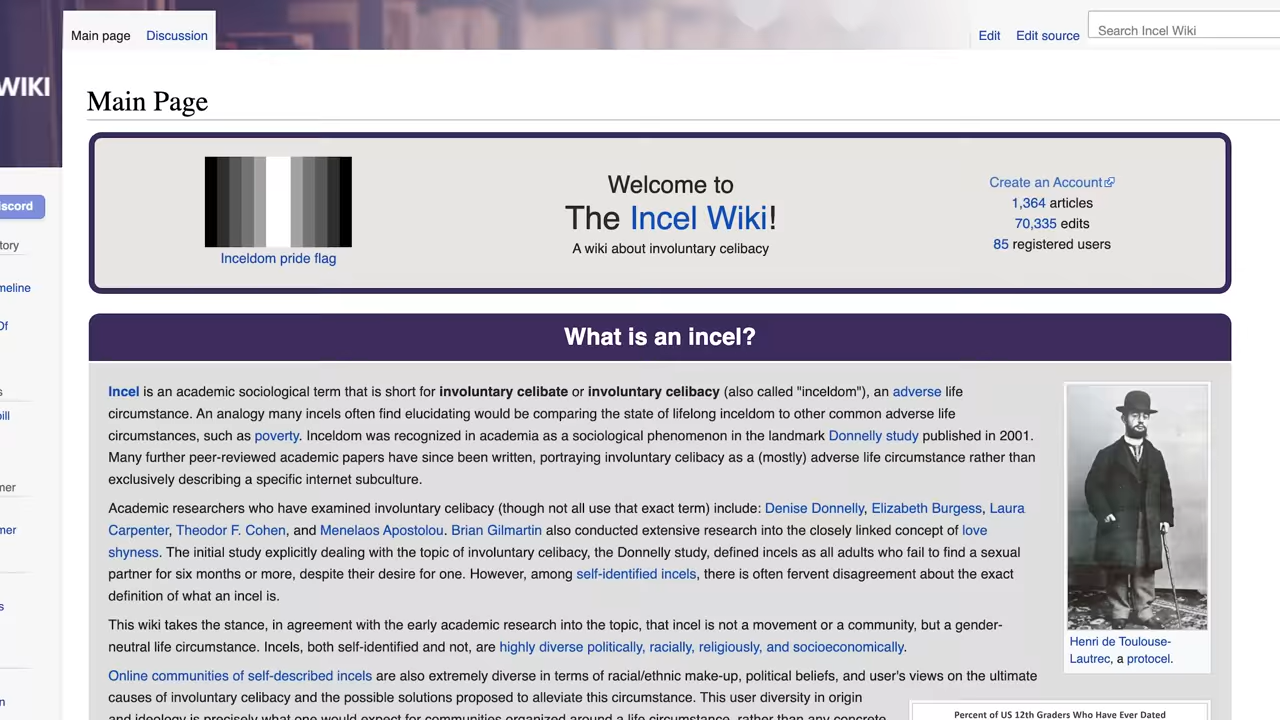 Main page Discussion Edit Edit source Search Incel Wiki
WIKI
Main Page
Welcome to
The Incel Wiki!
A wiki about involuntary celibacy
Inceldom pride flag
Create an Account
1,364 articles
70,335 edits
85 registered users
What is an incel?
Incel is an academic sociological term that is short for involuntary celibate or involuntary celibacy (also called "inceldom"), an adverse life
circumstance. An analogy many incels often find elucidating would be comparing the state of lifelong inceldom to other common adverse life
circumstances, such as poverty. Inceldom was recognized in academia as a sociological phenomenon in the landmark Donnelly study published in 2001.
Many further peer-reviewed academic papers have since been written, portraying involuntary celibacy as a (mostly) adverse life circumstance rather than
exclusively describing a specific internet subculture.
Academic researchers who have examined involuntary celibacy (though not all use that exact term) include: Denise Donnelly, Elizabeth Burgess, Laura
Carpenter, Theodor F. Cohen, and Menelaos Apostolou. Brian Gilmartin also conducted extensive research into the closely linked concept of love
shyness. The initial study explicitly dealing with the topic of involuntary celibacy, the Donnelly study, defined incels as all adults who fail to find a sexual
partner for six months or more, despite their desire for one. However, among self-identified incels, there is often fervent disagreement about the exact
definition of what an incel is.
This wiki takes the stance, in agreement with the early academic research into the topic, that incel is not a movement or a community, but a gender-
neutral life circumstance. Incels, both self-identified and not, are highly diverse politically, racially, religiously, and socioeconomically.
Online communities of self-described incels are also extremely diverse in terms of racial/ethnic make-up, political beliefs, and user's views on the ultimate
causes of involuntary celibacy and the possible solutions proposed to alleviate this circumstance. This user diversity in origin
and ideology is precisely what one would expect for communities organized around a life circumstance, rather than any concrete
Henri de Toulouse-
Lautrec, a protocel.
Percent of US 12th Graders Who Have Ever Dated
iscord
tory
meline
Of
s
ill
mer
mer
s
n